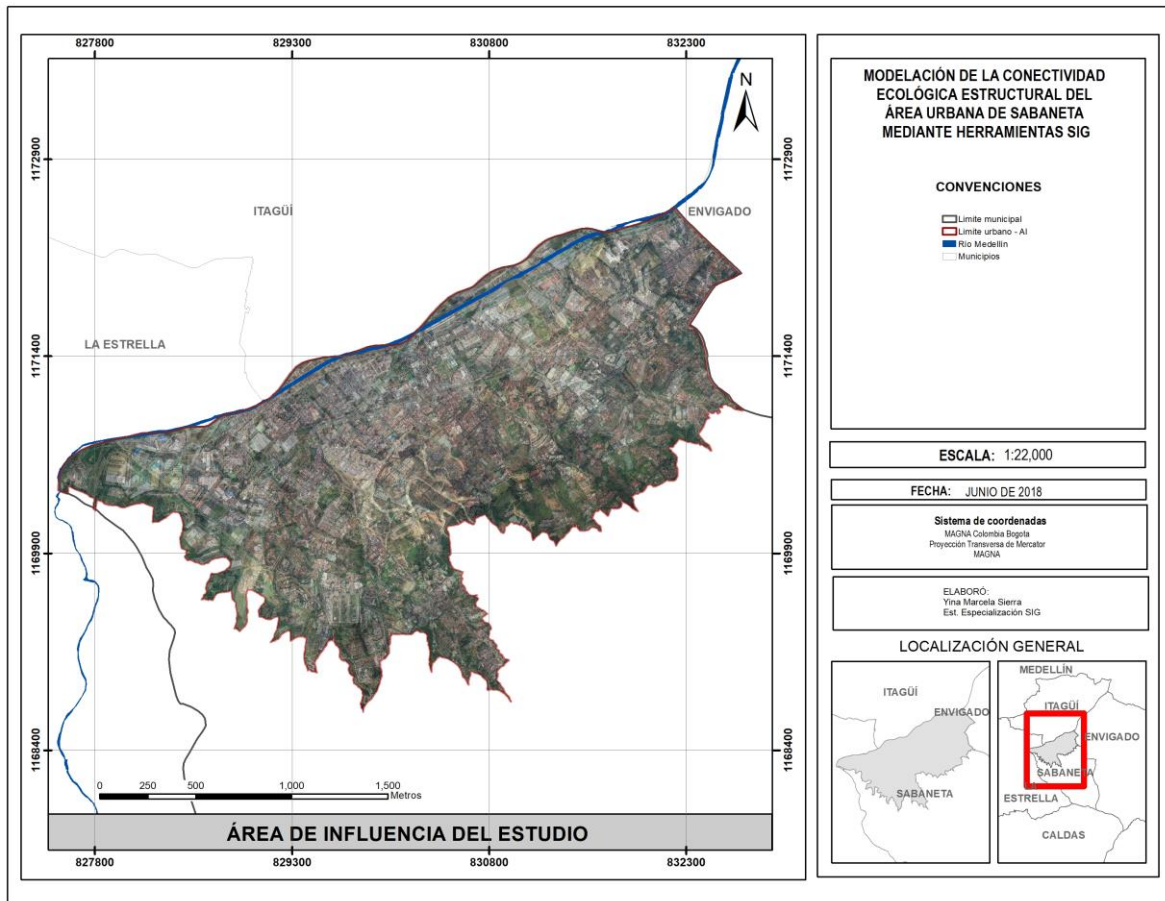 827800 829300 830800 832300
N
1172900 1172900
ITAGÜÍ
ENVIGADO
LA ESTRELLA
1171400 1171400
1169900 1169900
1168400 1168400
0 250 500 1,000 1,500
Metros
ÁREA DE INFLUENCIA DEL ESTUDIO
827800 829300 830800 832300
MODELACIÓN DE LA CONECTIVIDAD
ECOLÓGICA ESTRUCTURAL DEL
ÁREA URBANA DE SABANETA
MEDIANTE HERRAMIENTAS SIG
CONVENCIONES
Limite municipal
Limite urbano - AI
Rio Medellin
Municipios
ESCALA: 1:22,000
FECHA: JUNIO DE 2018
Sistema de coordenadas
MAGNA Colombia Bogota
Proyección Transversa de Mercator
MAGNA
ELABORÓ:
Yina Marcela Sierra
Est. Especialización SIG
LOCALIZACIÓN GENERAL
ITAGÜÍ
ENVIGADO
SABANETA
MEDELLÍN
ITAGÜÍ
ENVIGADO
SABANETA
LA
ESTRELLA
CALDAS